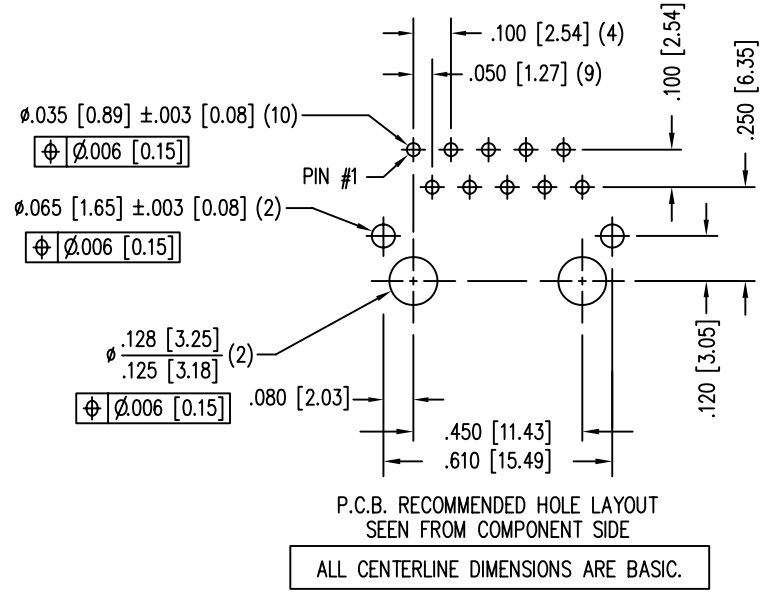 .100 [2.54] (4)
.050 [1.27] (9)
.100 [2.54]
.250 [6.35]
ø.035 [0.89] ±.003 [0.08] (10)
⌖ Ø.006 [0.15]
PIN #1
ø.065 [1.65] ±.003 [0.08] (2)
⌖ Ø.006 [0.15]
ø .128 [3.25]
.125 [3.18] (2)
⌖ Ø.006 [0.15]
.080 [2.03]
.120 [3.05]
.450 [11.43]
.610 [15.49]
P.C.B. RECOMMENDED HOLE LAYOUT
SEEN FROM COMPONENT SIDE
ALL CENTERLINE DIMENSIONS ARE BASIC.